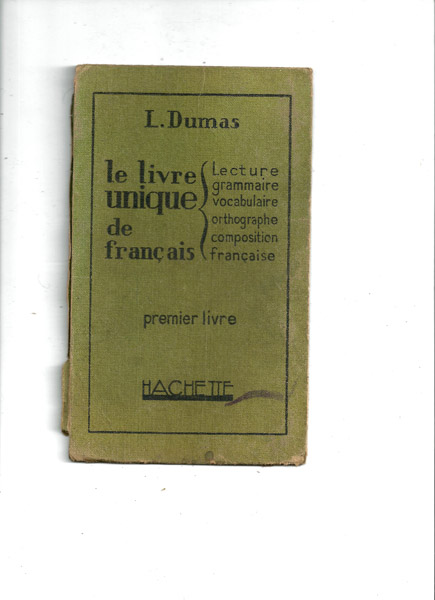 L. Dumas
le livre
unique
de
français
Lecture
grammaire
vocabulaire
orthographe
composition
française
premier livre
HACHETTE